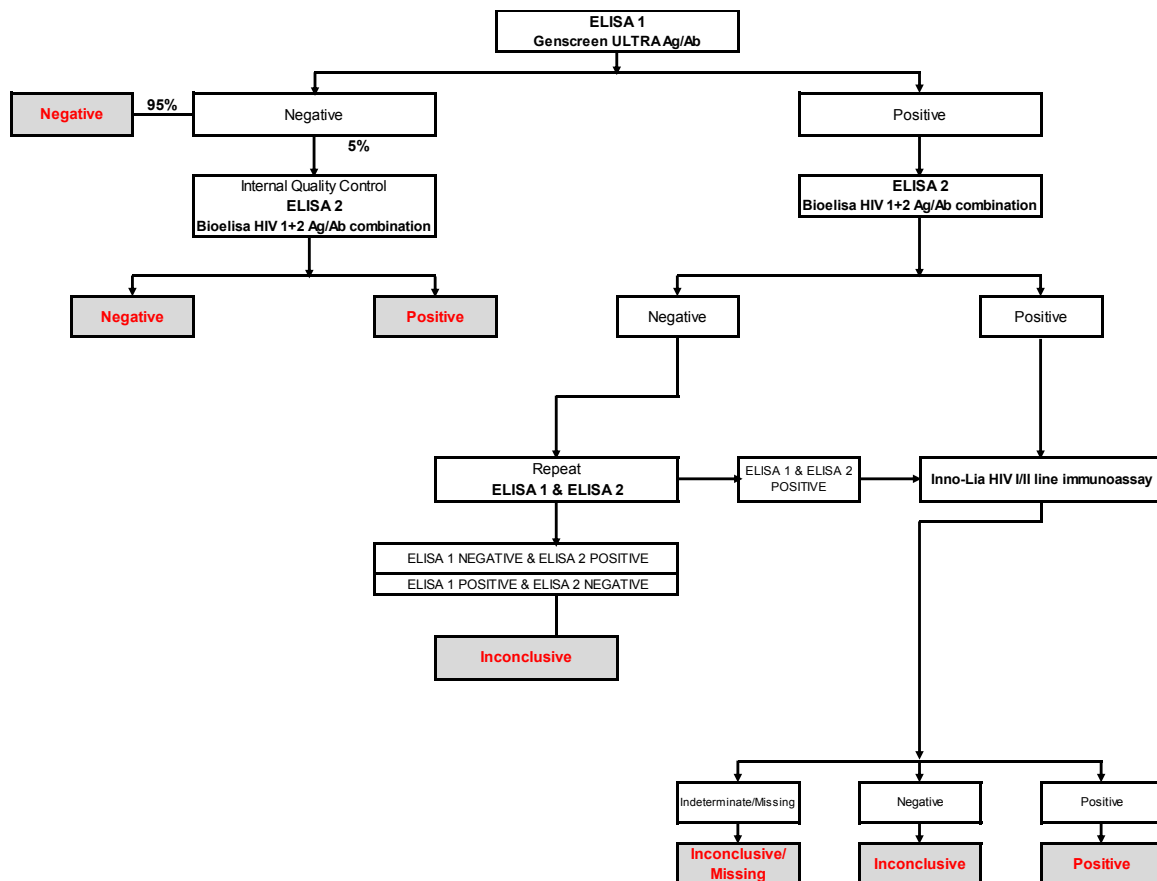 ELISA 1
Genscreen ULTRA Ag/Ab
Negative
95%
Negative
Positive
5%
Internal Quality Control
ELISA 2
Bioelisa HIV 1+2 Ag/Ab combination
ELISA 2
Bioelisa HIV 1+2 Ag/Ab combination
Negative
Positive
Negative
Positive
Repeat
ELISA 1 & ELISA 2
ELISA 1 & ELISA 2
POSITIVE
Inno-Lia HIV I/II line immunoassay
ELISA 1 NEGATIVE & ELISA 2 POSITIVE
ELISA 1 POSITIVE & ELISA 2 NEGATIVE
Inconclusive
Indeterminate/Missing
Negative
Positive
Inconclusive/
Missing
Inconclusive
Positive